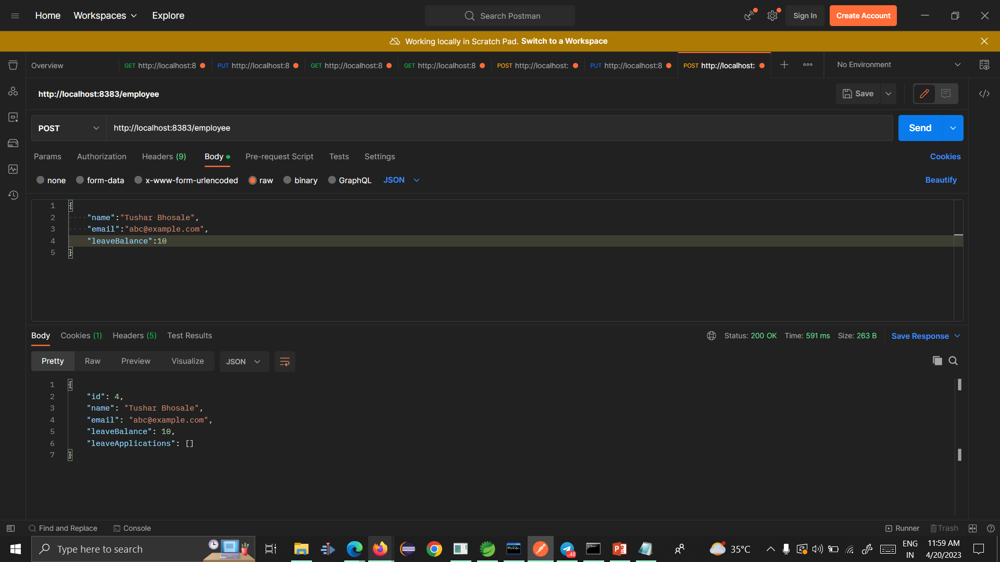 Home Workspaces Explore Search Postman Sign In Create Account
Working locally in Scratch Pad. Switch to a Workspace
Overview GET http://localhost:8 PUT http://localhost:8 GET http://localhost:8 GET http://localhost:8 POST http://localhost: PUT http://localhost:8 POST http://localhost: No Environment
http://localhost:8383/employee Save
POST http://localhost:8383/employee Send
Params Authorization Headers (9) Body Pre-request Script Tests Settings Cookies
none form-data x-www-form-urlencoded raw binary GraphQL JSON Beautify
1 {
2 "name":"Tushar Bhosale",
3 "email":"abc@example.com",
4 "leaveBalance":10
5 }
Body Cookies (1) Headers (5) Test Results Status: 200 OK Time: 591 ms Size: 263 B Save Response
Pretty Raw Preview Visualize JSON
1 {
2 "id": 4,
3 "name": "Tushar Bhosale",
4 "email": "abc@example.com",
5 "leaveBalance": 10,
6 "leaveApplications": []
7 }
Find and Replace Console Runner Trash
Type here to search MySQL 48 35°C ENG 11:59 AM
IN 4/20/2023